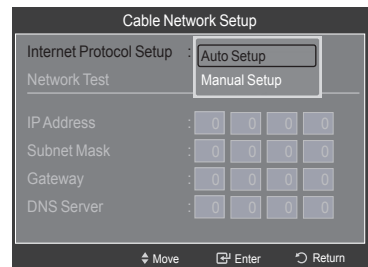 Cable Network Setup
Internet Protocol Setup : Auto Setup
Network Test Manual Setup
IP Address : 0 0 0 0
Subnet Mask : 0 0 0 0
Gateway : 0 0 0 0
DNS Server : 0 0 0 0
Move Enter Return